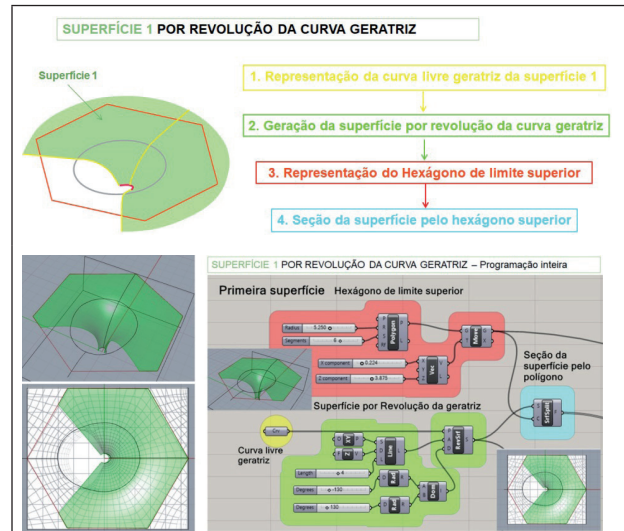 SUPERFÍCIE 1 POR REVOLUÇÃO DA CURVA GERATRIZ
Superfície 1
1. Representação da curva livre geratriz da superfície 1
2. Geração da superfície por revolução da curva geratriz
3. Representação do Hexágono de limite superior
4. Seção da superfície pelo hexágono superior
SUPERFÍCIE 1 POR REVOLUÇÃO DA CURVA GERATRIZ – Programação inteira
Primeira superfície
Hexágono de limite superior
Radius
5.250
Segments
6
Polygon
Move
X component
0.224
Z component
3.875
Vec
Seção da
superfície pelo
polígono
SrfSplit
Superfície por Revolução da geratriz
Crv
Curva livre
geratriz
XY
Z
Line
RevSrf
Length
4
Degrees
-130
Rad
Degrees
130
Rad
Dom